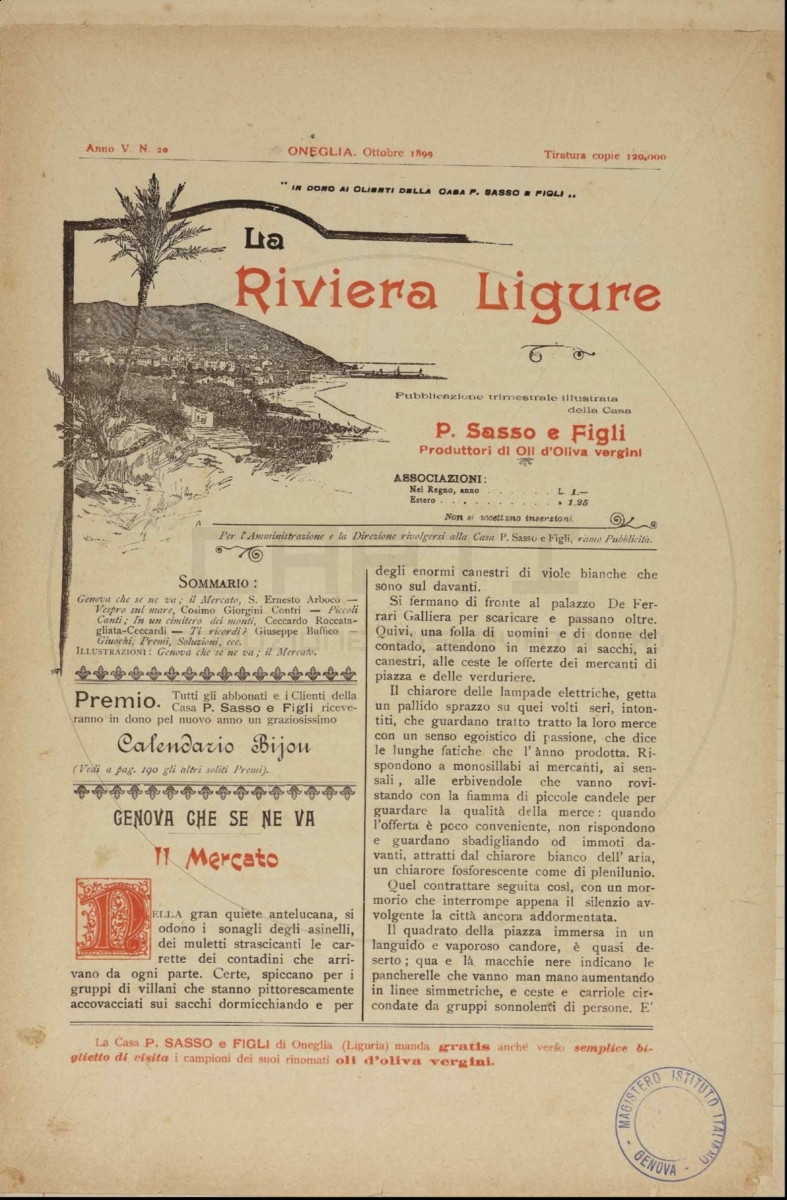 Anno V. N. 20
ONEGLIA, Ottobre 1899
Tiratura copie 120,000
" IN DONO AI CLIENTI DELLA CASA P. SASSO E FIGLI „
La
Riviera Ligure
Pubblicazione trimestrale illustrata
della Casa
P. Sasso e Figli
Produttori di Oli d'Oliva vergini
ASSOCIAZIONI:
Nel Regno, anno . . . . . . . L. 1.—
Estero . . . . . . . . . . . » 1.25
Non si accettano inserzioni.
Per l'Amministrazione e la Direzione rivolgersi alla Casa P. Sasso e Figli, ramo Pubblicità.
SOMMARIO :
Genova che se ne va ; il Mercato, S. Ernesto Arbocò —
Vespro sul mare, Cosimo Giorgini Contri — Piccoli
Canti ; In un cimitero dei monti, Ceccardo Roccata-
gliata-Ceccardi — Ti ricordi ? Giuseppe Buffico —
Giuochi, Premi, Soluzioni, ecc.
ILLUSTRAZIONI : Genova che se ne va ; il Mercato.
Premio. Tutti gli abbonati e i Clienti della
Casa P. Sasso e Figli riceve-
ranno in dono pel nuovo anno un graziosissimo
Calendario Bijou
(Vedi a pag. 190 gli altri soliti Premi).
GENOVA CHE SE NE VA
Il Mercato
NELLA gran quiete antelucana, si
odono i sonagli degli asinelli,
dei muletti strascicanti le car-
rette dei contadini che arri-
vano da ogni parte. Certe, spiccano per i
gruppi di villani che stanno pittorescamente
accovacciati sui sacchi dormicchiando e per
degli enormi canestri di viole bianche che
sono sul davanti.
Si fermano di fronte al palazzo De Fer-
rari Galliera per scaricare e passano oltre.
Quivi, una folla di uomini e di donne del
contado, attendono in mezzo ai sacchi, ai
canestri, alle ceste le offerte dei mercanti di
piazza e delle verduriere.
Il chiarore delle lampade elettriche, getta
un pallido sprazzo su quei volti seri, inton-
titi, che guardano tratto tratto la loro merce
con un senso egoistico di passione, che dice
le lunghe fatiche che l' ànno prodotta. Ri-
spondono a monosillabi ai mercanti, ai sen-
sali , alle erbivendole che vanno rovi-
stando con la fiamma di piccole candele per
guardare la qualità della merce : quando
l'offerta è poco conveniente, non rispondono
e guardano sbadigliando od immoti da-
vanti, attratti dal chiarore bianco dell' aria,
un chiarore fosforescente come di plenilunio.
Quel contrattare seguita così, con un mor-
morio che interrompe appena il silenzio av-
volgente la città ancora addormentata.
Il quadrato della piazza immersa in un
languido e vaporoso candore, è quasi de-
serto ; qua e là macchie nere indicano le
pancherelle che vanno man mano aumentando
in linee simmetriche, e ceste e carriole cir-
condate da gruppi sonnolenti di persone. E'
La Casa P. SASSO e FIGLI di Oneglia (Liguria) manda gratis anche verso semplice bi-
glietto di visita i campioni dei suoi rinomati oli d'oliva vergini.
MAGISTERO ISTITUTO ITALIANO
- GENOVA -